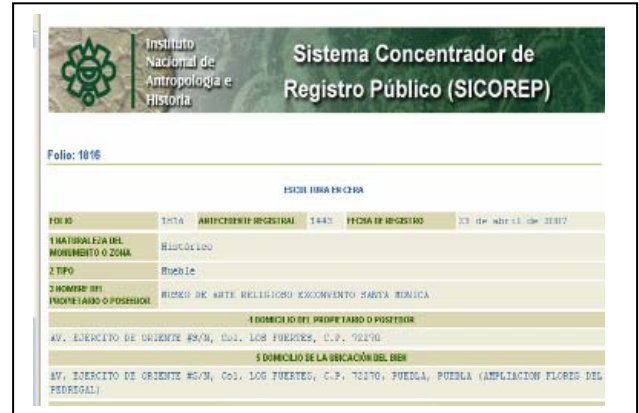 Instituto
Nacional de
Antropología e
Historia
Sistema Concentrador de
Registro Público (SICOREP)
Folio: 1816
ESCULTURA EN CERA
FOLIO 1816 ANTECEDENTE REGISTRAL 1443 FECHA DE REGISTRO 23 de abril de 2007
1 NATURALEZA DEL
MONUMENTO O ZONA
Histórico
2 TIPO Mueble
3 NOMBRE DEL
PROPIETARIO O POSEEDOR
MUSEO DE ARTE RELIGIOSO EXCONVENTO SANTA MONICA
4 DOMICILIO DEL PROPIETARIO O POSEEDOR
AV. EJERCITO DE ORIENTE #S/N, Col. LOS FUERTES, C.P. 72270
5 DOMICILIO DE LA UBICACIÓN DEL BIEN
AV. EJERCITO DE ORIENTE #S/N, Col. LOS FUERTES, C.P. 72270, PUEBLA, PUEBLA (AMPLIACION FLORES DEL
PEDREGAL)